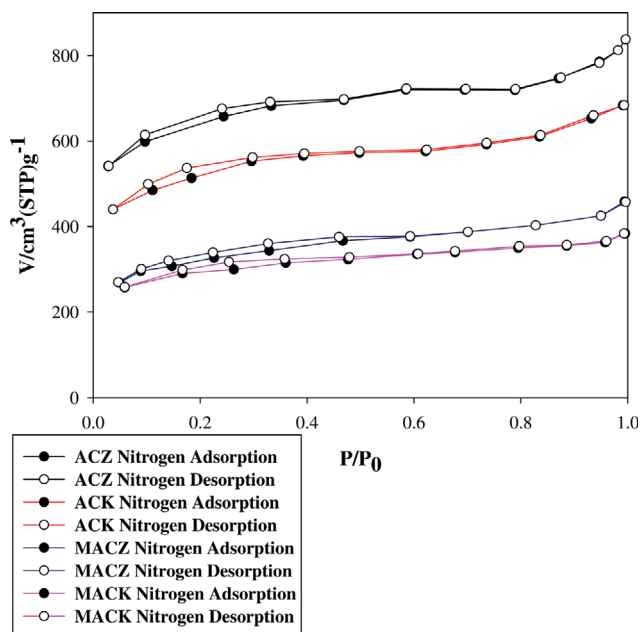 V/cm³(STP)g⁻¹
800
600
400
200
0
0.0 0.2 0.4 0.6 0.8 1.0
P/P₀
ACZ Nitrogen Adsorption
ACZ Nitrogen Desorption
ACK Nitrogen Adsorption
ACK Nitrogen Desorption
MACZ Nitrogen Adsorption
MACZ Nitrogen Desorption
MACK Nitrogen Adsorption
MACK Nitrogen Desorption